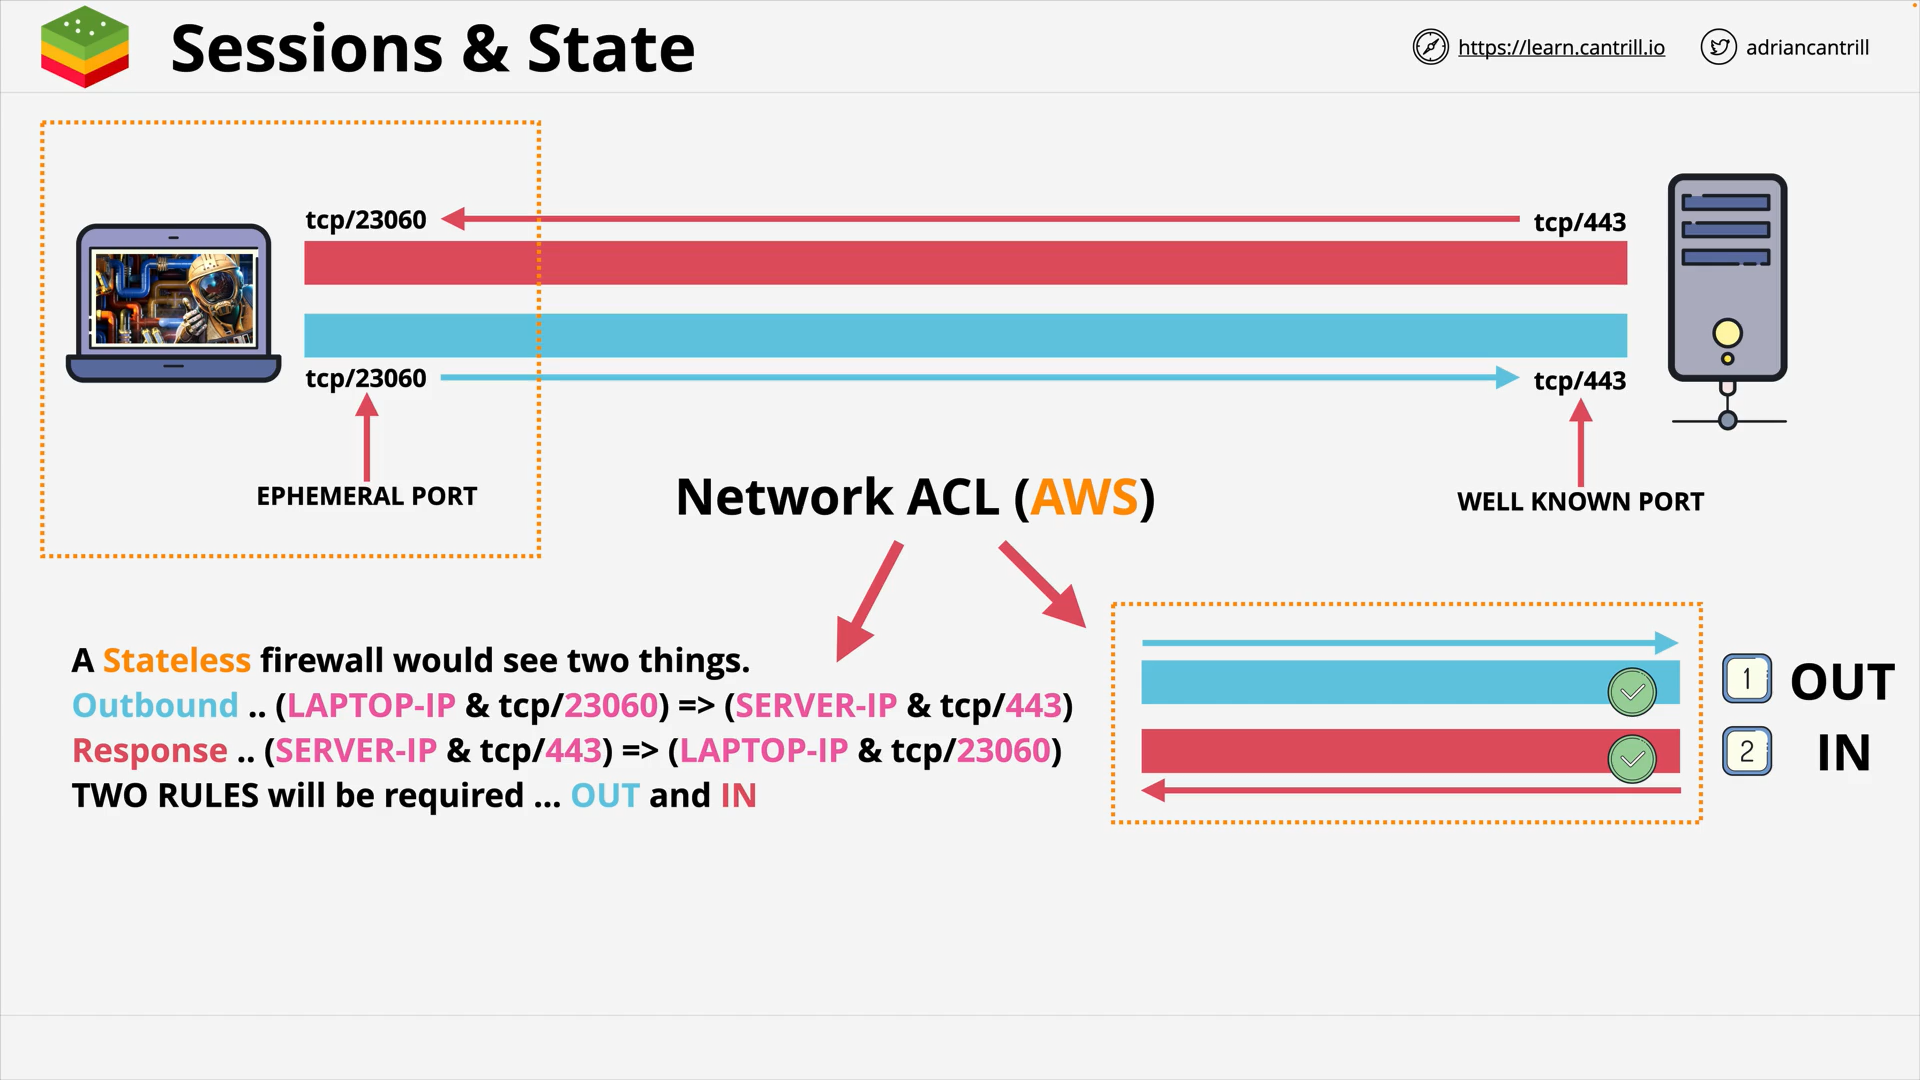 Sessions & State
https://learn.cantrill.io
adriancantrill
tcp/23060
tcp/443
tcp/23060
tcp/443
EPHEMERAL PORT
WELL KNOWN PORT
Network ACL (AWS)
A Stateless firewall would see two things.
Outbound .. (LAPTOP-IP & tcp/23060) => (SERVER-IP & tcp/443)
Response .. (SERVER-IP & tcp/443) => (LAPTOP-IP & tcp/23060)
TWO RULES will be required ... OUT and IN
1 OUT
2 IN